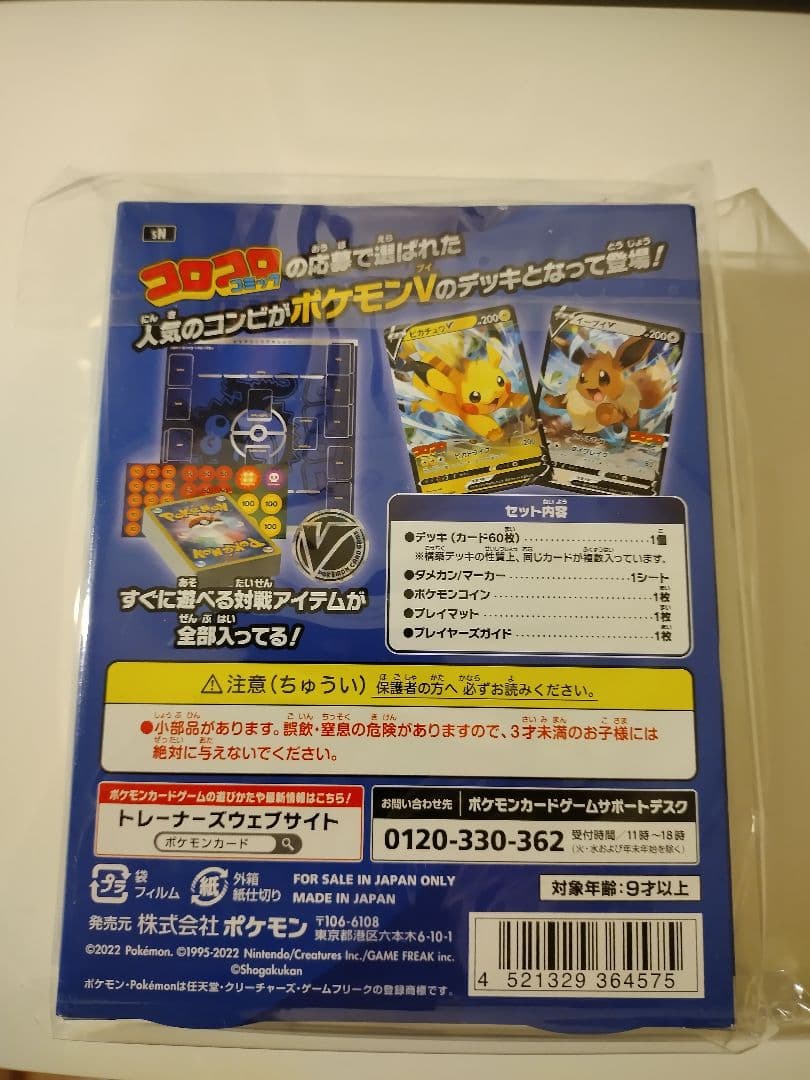 sN
コロコロコミックの応募で選ばれた
人気のコンビがポケモンVのデッキとなって登場！
ピカチュウV
200
イーブイV
200
コロコロ
コロコロ
200
POKÉMON CARD GAME
V
100
100
100
すぐに遊べる対戦アイテムが
全部入ってる！
セット内容
●デッキ（カード60枚）…………………1個
※構築デッキの性質上、同じカードが複数入っています。
●ダメカン/マーカー…………………1シート
●ポケモンコイン…………………1枚
●プレイマット…………………1枚
●プレイヤーズガイド…………………1枚
⚠注意（ちゅうい）保護者の方へ 必ずお読みください。
●小部品があります。誤飲・窒息の危険がありますので、3才未満のお子様には
絶対に与えないでください。
ポケモンカードゲームの遊びかたや最新情報はこちら！
トレーナーズウェブサイト
ポケモンカード
お問い合わせ先 ポケモンカードゲームサポートデスク
0120-330-362 受付時間／11時～18時
（火・水および年末年始を除く）
プラ 袋 フィルム
紙 外箱 紙仕切り
FOR SALE IN JAPAN ONLY
MADE IN JAPAN
対象年齢：9才以上
発売元 株式会社ポケモン 〒106-6108
東京都港区六本木6-10-1
©2022 Pokémon. ©1995-2022 Nintendo/Creatures Inc./GAME FREAK inc.
©Shogakukan
ポケモン・Pokémonは任天堂・クリーチャーズ・ゲームフリークの登録商標です。
4 521329 364575